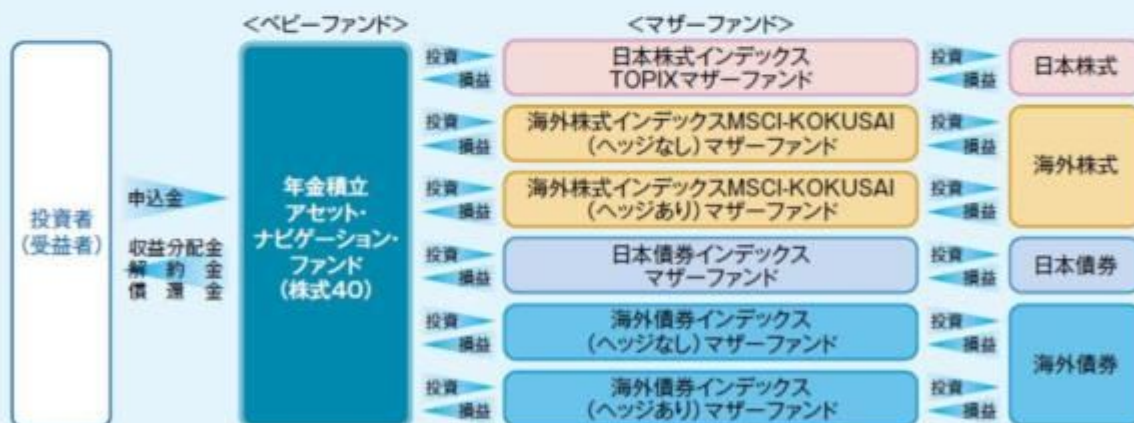 <ベビーファンド>
<マザーファンド>
投資者
(受益者)
申込金
収益分配金
解約金
償還金
年金積立
アセット・
ナビゲーション・
ファンド
(株式40)
投資
損益
日本株式インデックス
TOPIXマザーファンド
投資
損益
日本株式
投資
損益
海外株式インデックスMSCI-KOKUSAI
(ヘッジなし)マザーファンド
投資
損益
海外株式
投資
損益
海外株式インデックスMSCI-KOKUSAI
(ヘッジあり)マザーファンド
投資
損益
投資
損益
日本債券インデックス
マザーファンド
投資
損益
日本債券
投資
損益
海外債券インデックス
(ヘッジなし)マザーファンド
投資
損益
海外債券
投資
損益
海外債券インデックス
(ヘッジあり)マザーファンド
投資
損益